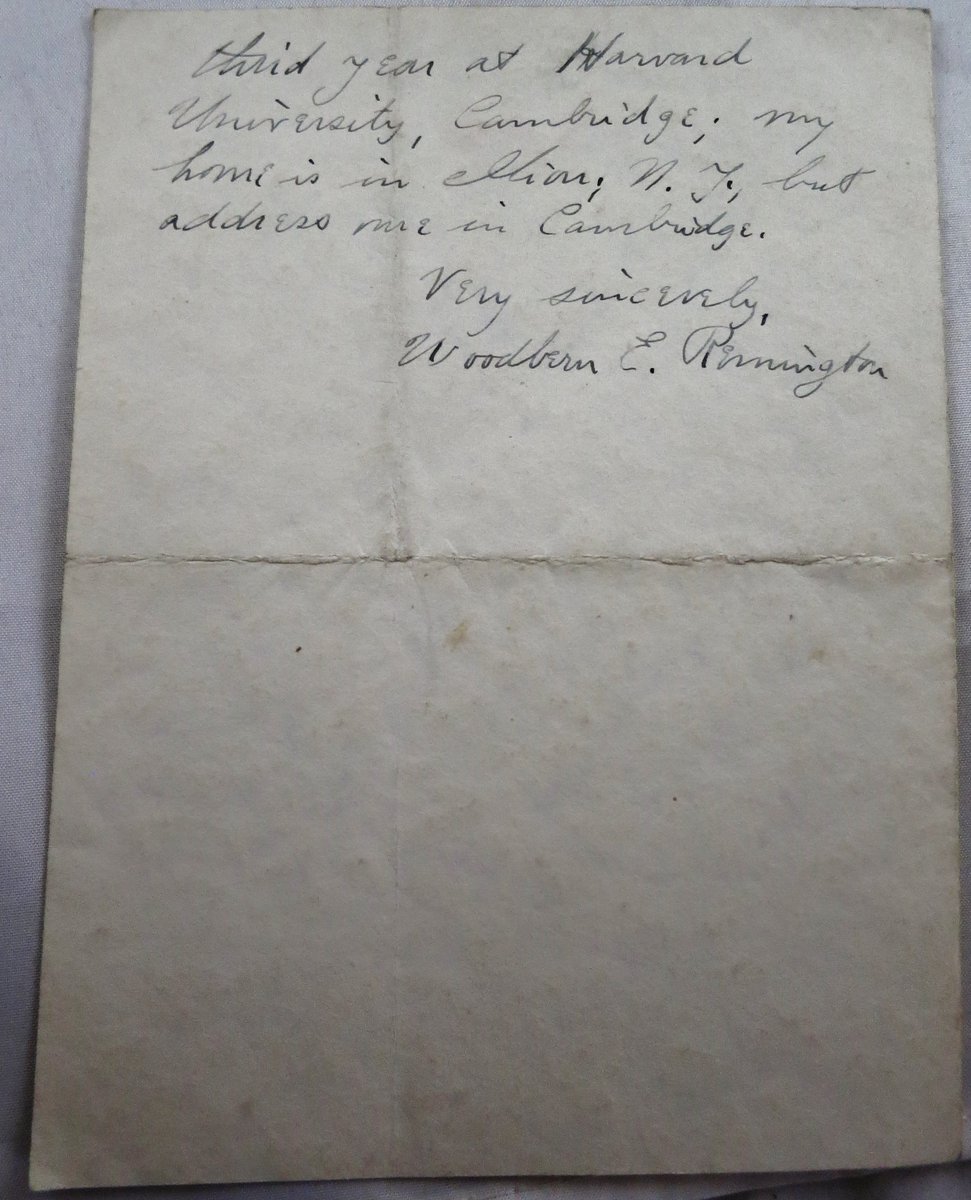 third year at Harvard
University, Cambridge; my
home is in Ilion, N. Y., but
address me in Cambridge.
Very sincerely,
Woodbern E. Remington